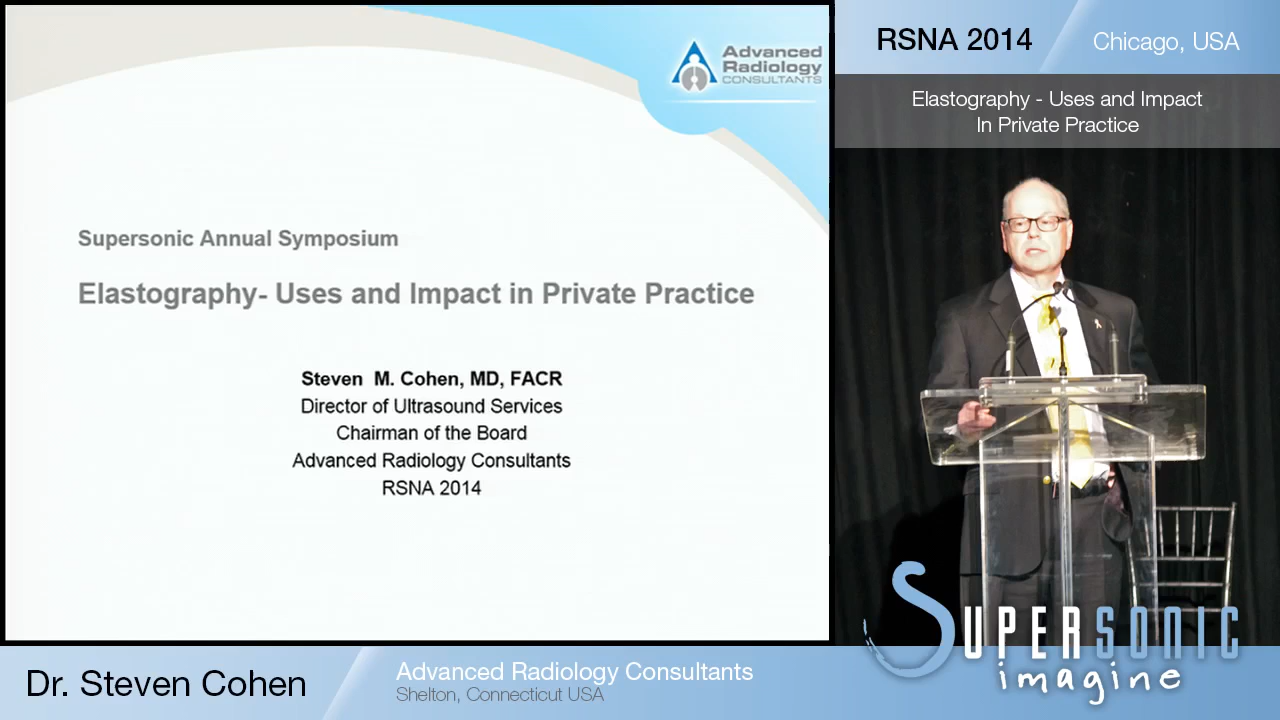 Advanced
Radiology
CONSULTANTS
Supersonic Annual Symposium
Elastography- Uses and Impact in Private Practice
Steven M. Cohen, MD, FACR
Director of Ultrasound Services
Chairman of the Board
Advanced Radiology Consultants
RSNA 2014
RSNA 2014
Chicago, USA
Elastography - Uses and Impact
In Private Practice
SUPERSONIC
imagine
Dr. Steven Cohen
Advanced Radiology Consultants
Shelton, Connecticut USA